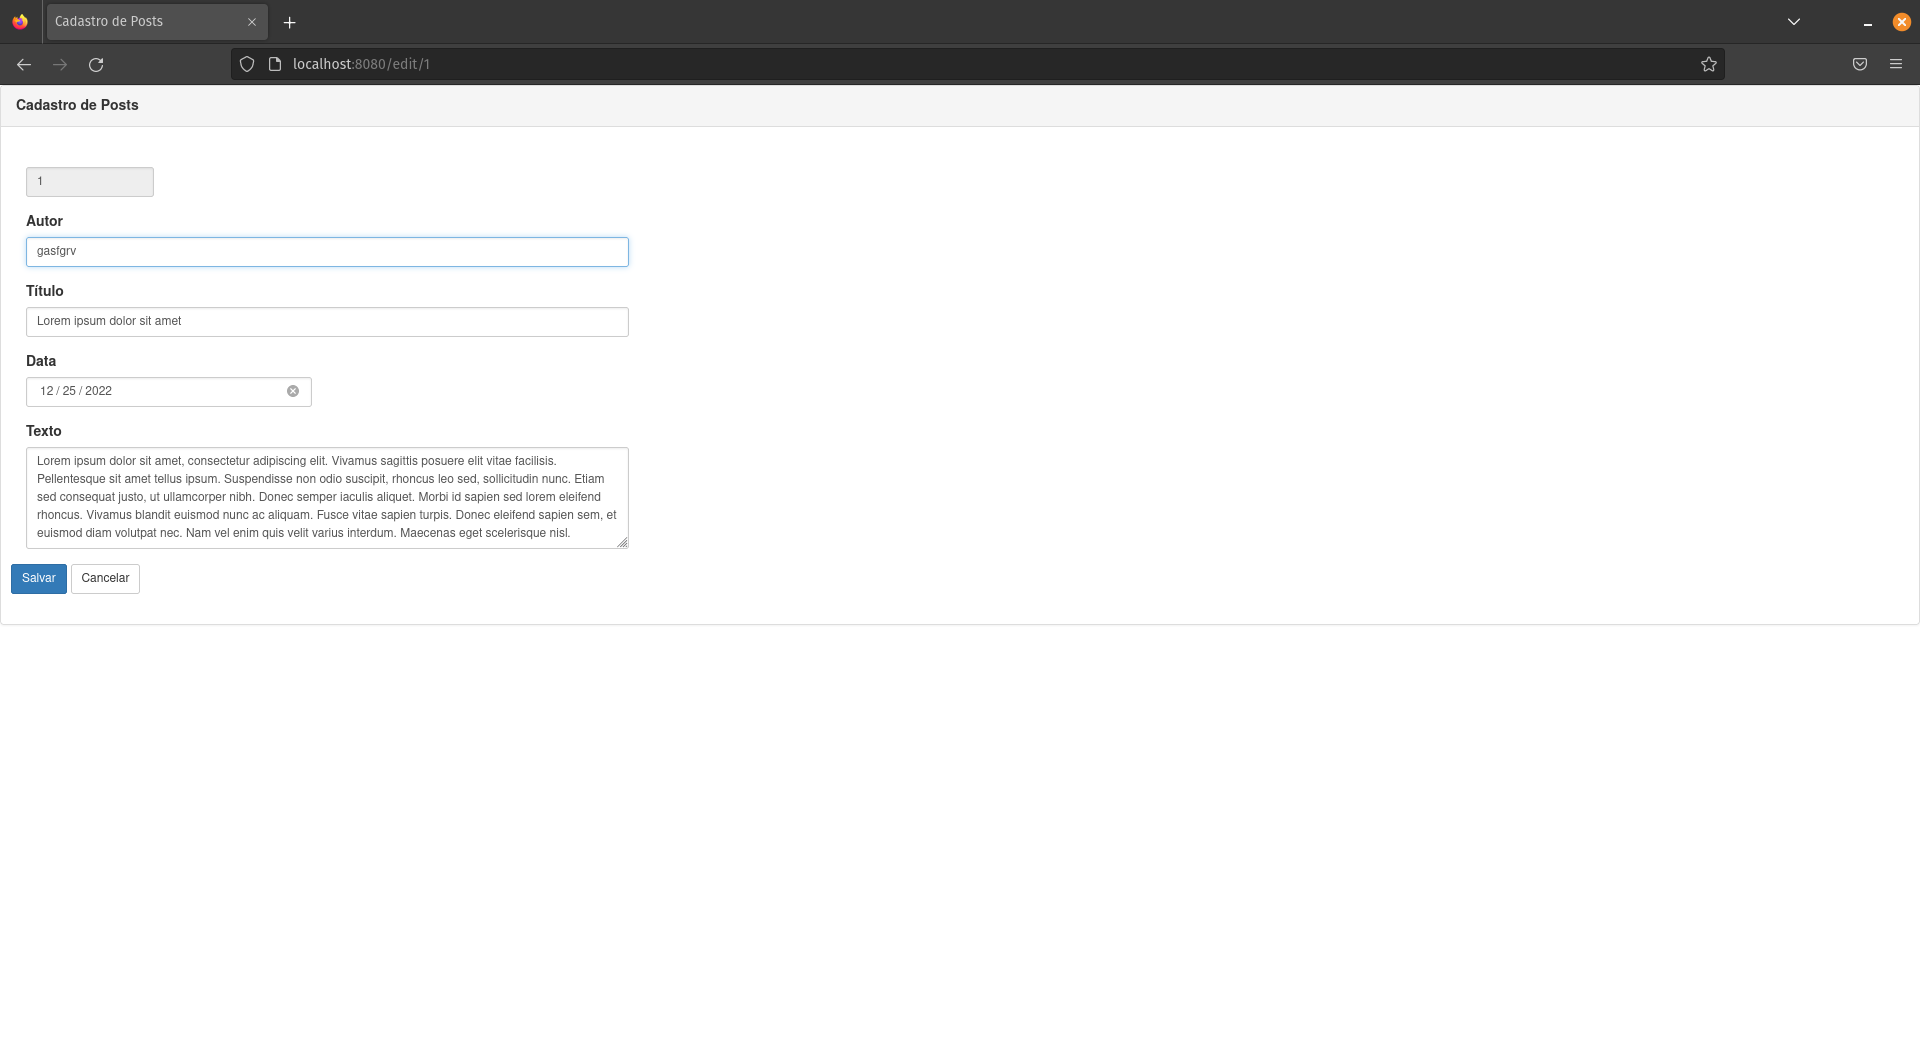 Cadastro de Posts
localhost:8080/edit/1
Cadastro de Posts
1
Autor
gasfgrv
Título
Lorem ipsum dolor sit amet
Data
12 / 25 / 2022
Texto
Lorem ipsum dolor sit amet, consectetur adipiscing elit. Vivamus sagittis posuere elit vitae facilisis.
Pellentesque sit amet tellus ipsum. Suspendisse non odio suscipit, rhoncus leo sed, sollicitudin nunc. Etiam
sed consequat justo, ut ullamcorper nibh. Donec semper iaculis aliquet. Morbi id sapien sed lorem eleifend
rhoncus. Vivamus blandit euismod nunc ac aliquam. Fusce vitae sapien turpis. Donec eleifend sapien sem, et
euismod diam volutpat nec. Nam vel enim quis velit varius interdum. Maecenas eget scelerisque nisl.
Salvar Cancelar